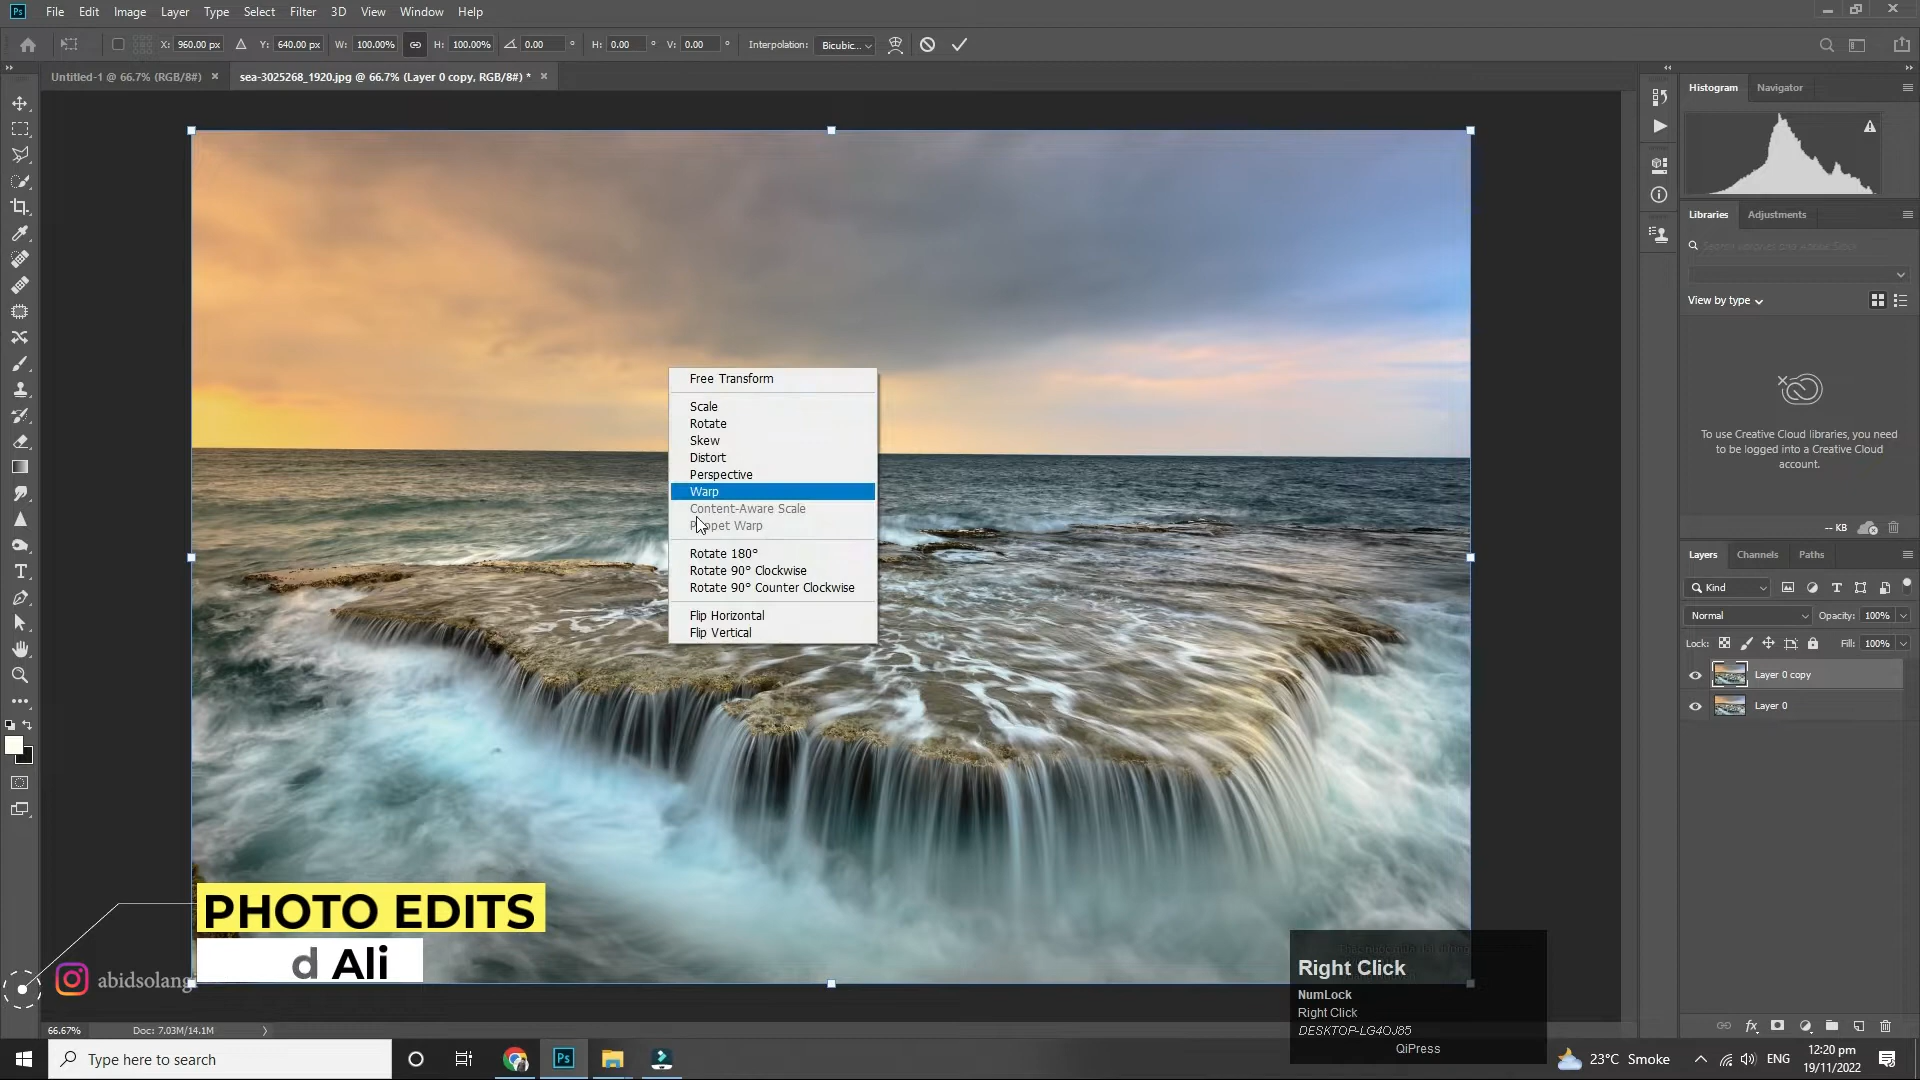 Ps File Edit Image Layer Type Select Filter 3D View Window Help
X: 960.00 px Y: 640.00 px W: 100.00% H: 100.00% 0.00 ° H: 0.00 ° V: 0.00 ° Interpolation: Bicubic...
Untitled-1 @ 66.7% (RGB/8#) × sea-3025268_1920.jpg @ 66.7% (Layer 0 copy, RGB/8#) * ×
Histogram Navigator
Libraries Adjustments
View by type
To use Creative Cloud libraries, you need
to be logged into a Creative Cloud
account.
-- KB
Layers Channels Paths
Kind
Normal Opacity: 100%
Lock: Fill: 100%
Layer 0 copy
Layer 0
Free Transform
Scale
Rotate
Skew
Distort
Perspective
Warp
Content-Aware Scale
Puppet Warp
Rotate 180°
Rotate 90° Clockwise
Rotate 90° Counter Clockwise
Flip Horizontal
Flip Vertical
PHOTO EDITS
d Ali
abidsolangi
Right Click
NumLock
Right Click
DESKTOP-LG4OJ85
QiPress
66.67% Doc: 7.03M/14.1M
fx
Type here to search
Ps
23°C Smoke
ENG
12:20 pm
19/11/2022